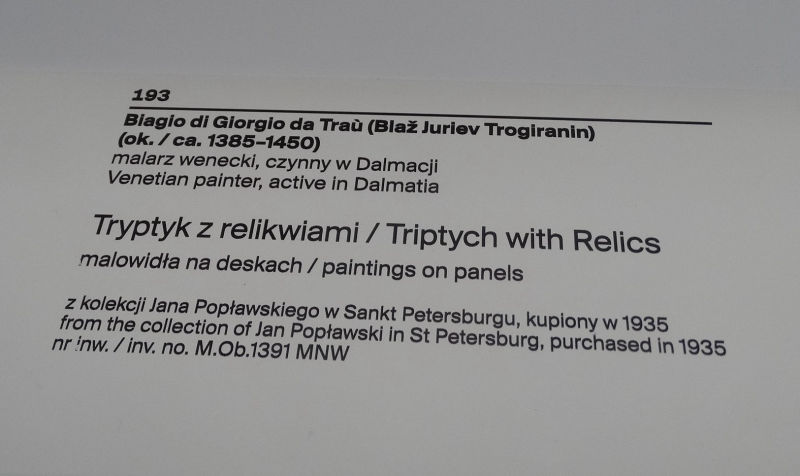 193
Biagio di Giorgio da Traù (Blaž Juriev Trogiranin)
(ok. / ca. 1385–1450)
malarz wenecki, czynny w Dalmacji
Venetian painter, active in Dalmatia
Tryptyk z relikwiami / Triptych with Relics
malowidła na deskach / paintings on panels
z kolekcji Jana Popławskiego w Sankt Petersburgu, kupiony w 1935
from the collection of Jan Popławski in St Petersburg, purchased in 1935
nr inw. / inv. no. M.Ob.1391 MNW